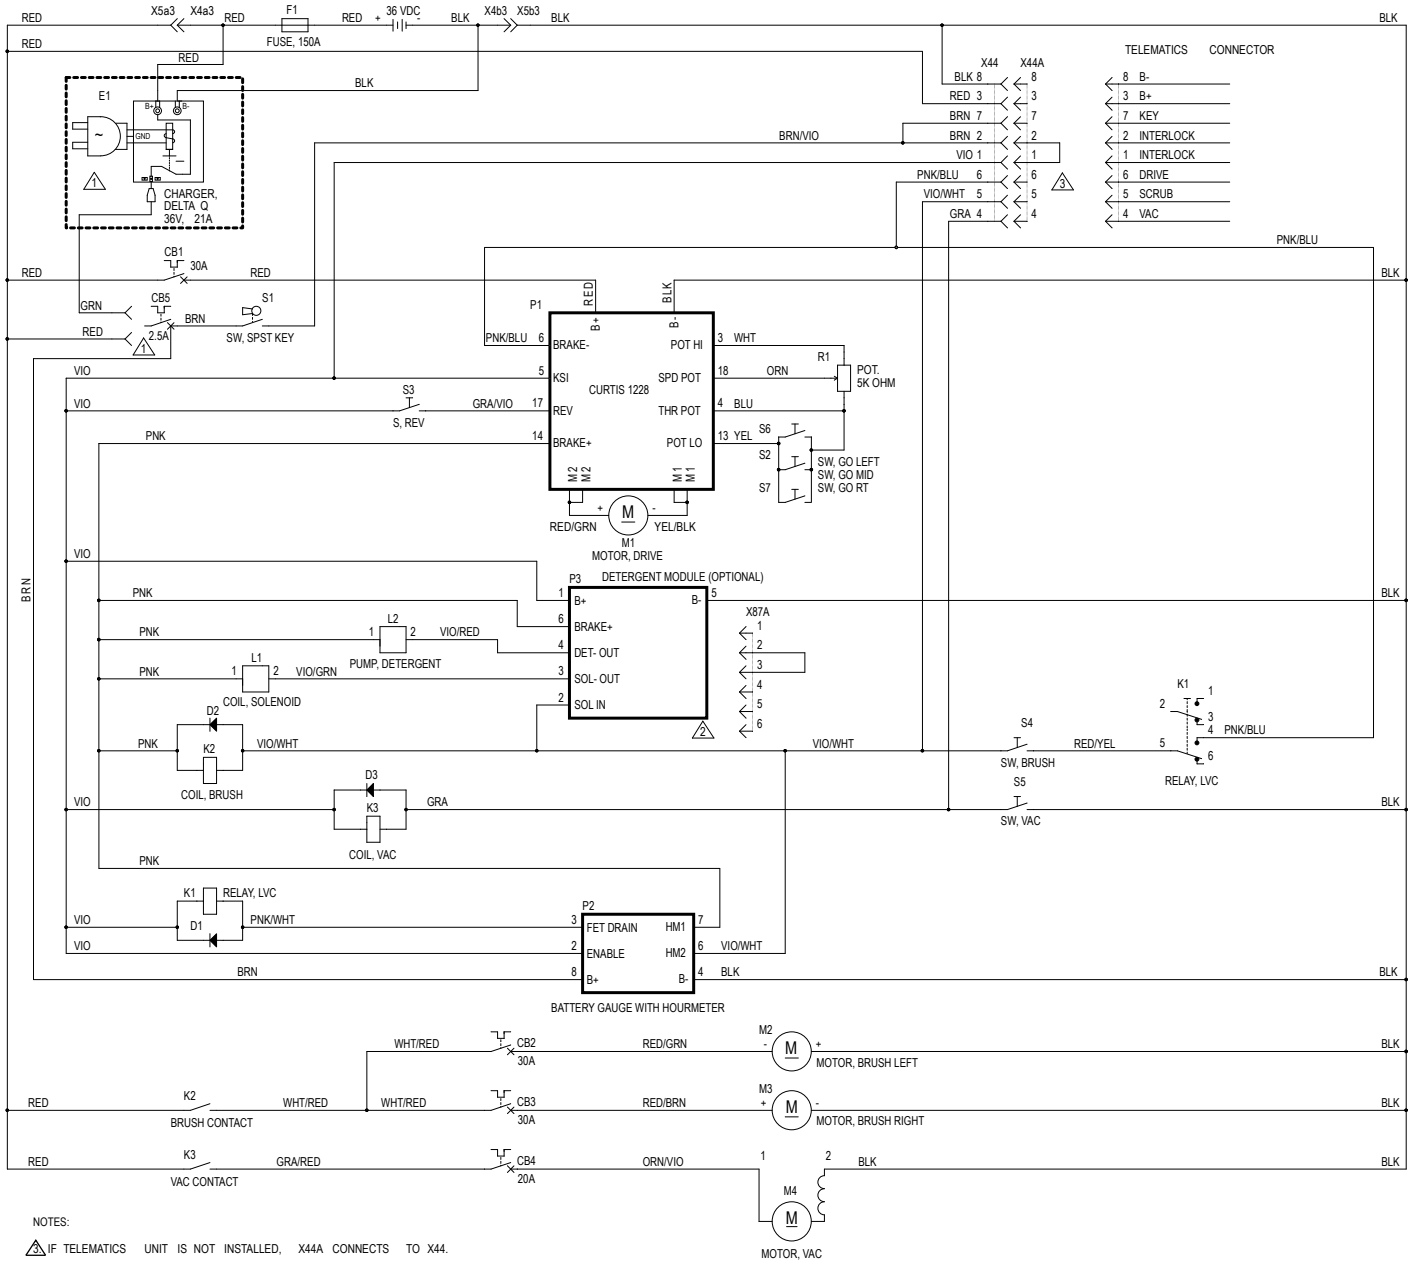 RED X5a3 X4a3 RED F1 RED + 36 VDC - BLK X4b3 X5b3 BLK BLK
FUSE, 150A
RED
TELEMATICS CONNECTOR
RED
X44 X44A
BLK 8 8 8 B-
BLK
E1
RED 3 3 3 B+
B+ B-
BRN 7 7 7 KEY
~ GND
BRN/VIO BRN 2 2 2 INTERLOCK
VIO 1 1 1 INTERLOCK
1
PNK/BLU 6 6 3 6 DRIVE
CHARGER,
DELTA Q
36V, 21A
VIO/WHT 5 5 5 SCRUB
GRA 4 4 4 VAC
PNK/BLU
CB1
30A
RED RED BLK
RED BLK
GRN CB5 S1
P1 B+ B-
BRN
RED 2.5A SW, SPST KEY
1
PNK/BLU 6 BRAKE- POT HI 3 WHT
R1 POT.
5K OHM
VIO 5 KSI SPD POT 18 ORN
CURTIS 1228
S3
VIO GRA/VIO 17 REV THR POT 4 BLU
S, REV
PNK 14 BRAKE+ POT LO 13 YEL S6
S2 SW, GO LEFT
SW, GO MID
S7 SW, GO RT
M2 M2 M1 M1
RED/GRN + M - YEL/BLK
M1
MOTOR, DRIVE
VIO
BRN
P3 DETERGENT MODULE (OPTIONAL)
PNK 1 B+ B- 5 BLK
X87A
6 BRAKE+ 1
L2
PNK 1 2 VIO/RED 4 DET- OUT 2
PUMP, DETERGENT 3
L1
PNK 1 2 VIO/GRN 3 SOL- OUT 4
COIL, SOLENOID
2 SOL IN 5
6
2
D2
PNK K2 VIO/WHT VIO/WHT
COIL, BRUSH
S4
RED/YEL
SW, BRUSH
K1
1
2
3
4 PNK/BLU
5
6
RELAY, LVC
D3
VIO K3 GRA S5 BLK
COIL, VAC SW, VAC
PNK
K1 RELAY, LVC
P2
VIO D1 PNK/WHT 3 FET DRAIN HM1 7
VIO 2 ENABLE HM2 6 VIO/WHT
BRN 8 B+ B- 4 BLK BLK
BATTERY GAUGE WITH HOURMETER
WHT/RED CB2 RED/GRN M2 - M + BLK
30A MOTOR, BRUSH LEFT
RED K2 WHT/RED WHT/RED CB3 RED/BRN M3 + M - BLK
BRUSH CONTACT 30A MOTOR, BRUSH RIGHT
RED K3 GRA/RED CB4 ORN/VIO 1 2 BLK BLK
VAC CONTACT 20A
M4
M
MOTOR, VAC
NOTES:
3 IF TELEMATICS UNIT IS NOT INSTALLED, X44A CONNECTS TO X44.